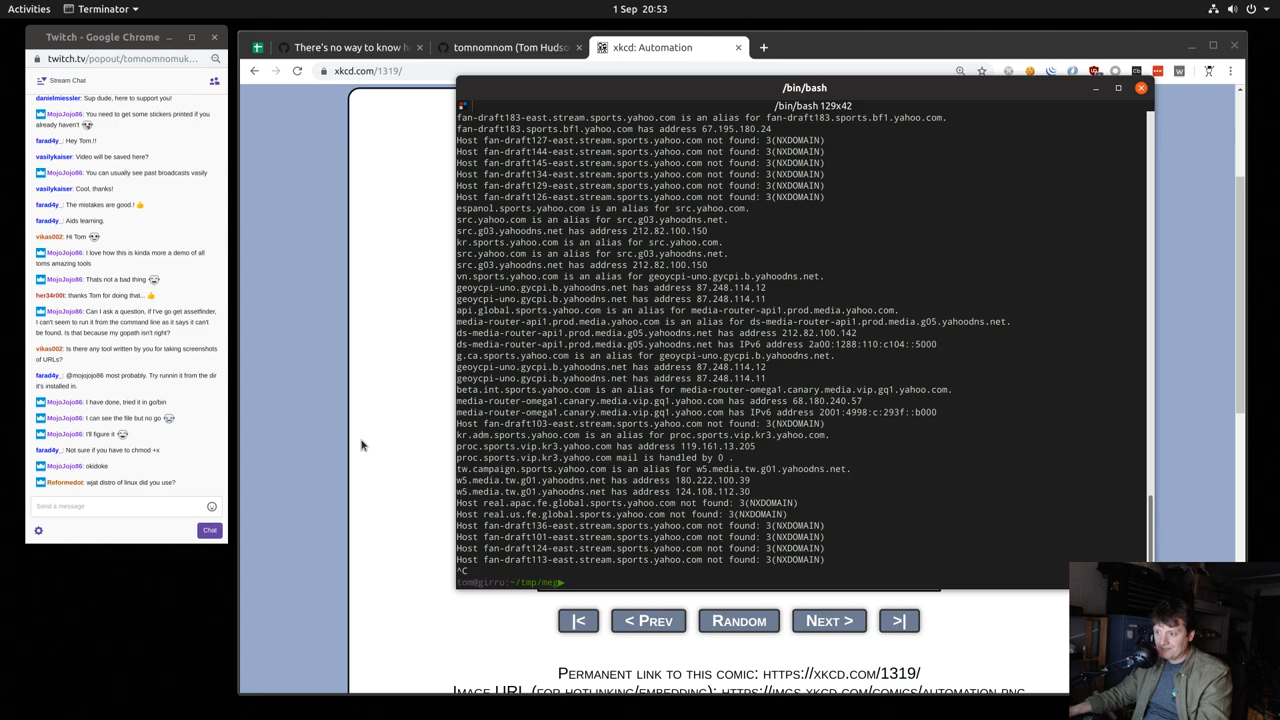 Activities
Terminator
1 Sep 20:53
Twitch - Google Chrome
twitch.tv/popout/tomnomnomuk...
Stream Chat
danielmiessler: Sup dude, here to support you!
MojoJojo86: You need to get some stickers printed if you
already haven't
farad4y_: Hey Tom.!!
vasilykaiser: Video will be saved here?
MojoJojo86: You can usually see past broadcasts vasily
vasilykaiser: Cool, thanks!
farad4y_: The mistakes are good.!
farad4y_: Aids learning.
vikas002: Hi Tom
MojoJojo86: I love how this is kinda more a demo of all
toms amazing tools
MojoJojo86: Thats not a bad thing
her34r00t: thanks Tom for doing that...
MojoJojo86: Can I ask a question, if I've go get assetfinder,
I can't seem to run it from the command line as it says it can't
be found. Is that because my gopath isn't right?
vikas002: Is there any tool written by you for taking screenshots
of URLs?
farad4y_: @mojojojo86 most probably. Try runnin it from the dir
it's installed in.
MojoJojo86: I have done, tried it in go/bin
MojoJojo86: I can see the file but no go
MojoJojo86: I'll figure it
farad4y_: Not sure if you have to chmod +x
MojoJojo86: okidoke
Reformedot: wjat distro of linux did you use?
Send a message
Chat
There's no way to know h
tomnomnom (Tom Hudso
xkcd: Automation
xkcd.com/1319/
/bin/bash
/bin/bash 129x42
fan-draft183-east.stream.sports.yahoo.com is an alias for fan-draft183.sports.bf1.yahoo.com.
fan-draft183.sports.bf1.yahoo.com has address 67.195.180.24
Host fan-draft127-east.stream.sports.yahoo.com not found: 3(NXDOMAIN)
Host fan-draft144-east.stream.sports.yahoo.com not found: 3(NXDOMAIN)
Host fan-draft145-east.stream.sports.yahoo.com not found: 3(NXDOMAIN)
Host fan-draft134-east.stream.sports.yahoo.com not found: 3(NXDOMAIN)
Host fan-draft129-east.stream.sports.yahoo.com not found: 3(NXDOMAIN)
Host fan-draft126-east.stream.sports.yahoo.com not found: 3(NXDOMAIN)
espanol.sports.yahoo.com is an alias for src.yahoo.com.
src.yahoo.com is an alias for src.g03.yahoodns.net.
src.g03.yahoodns.net has address 212.82.100.150
kr.sports.yahoo.com is an alias for src.yahoo.com.
src.yahoo.com is an alias for src.g03.yahoodns.net.
src.g03.yahoodns.net has address 212.82.100.150
vn.sports.yahoo.com is an alias for geoycpi-uno.gycpi.b.yahoodns.net.
geoycpi-uno.gycpi.b.yahoodns.net has address 87.248.114.12
geoycpi-uno.gycpi.b.yahoodns.net has address 87.248.114.11
api.global.sports.yahoo.com is an alias for media-router-api1.prod.media.yahoo.com.
media-router-api1.prod.media.yahoo.com is an alias for ds-media-router-api1.prod.media.g05.yahoodns.net.
ds-media-router-api1.prod.media.g05.yahoodns.net has address 212.82.100.142
ds-media-router-api1.prod.media.g05.yahoodns.net has IPv6 address 2a00:1288:110:c104::5000
g.ca.sports.yahoo.com is an alias for geoycpi-uno.gycpi.b.yahoodns.net.
geoycpi-uno.gycpi.b.yahoodns.net has address 87.248.114.12
geoycpi-uno.gycpi.b.yahoodns.net has address 87.248.114.11
beta.int.sports.yahoo.com is an alias for media-router-omega1.canary.media.vip.gq1.yahoo.com.
media-router-omega1.canary.media.vip.gq1.yahoo.com has address 68.180.240.57
media-router-omega1.canary.media.vip.gq1.yahoo.com has IPv6 address 2001:4998:c:293f::b000
Host fan-draft103-east.stream.sports.yahoo.com not found: 3(NXDOMAIN)
kr.adm.sports.yahoo.com is an alias for proc.sports.vip.kr3.yahoo.com.
proc.sports.vip.kr3.yahoo.com has address 119.161.13.205
proc.sports.vip.kr3.yahoo.com mail is handled by 0 .
tw.campaign.sports.yahoo.com is an alias for w5.media.tw.g01.yahoodns.net.
w5.media.tw.g01.yahoodns.net has address 180.222.100.39
w5.media.tw.g01.yahoodns.net has address 124.108.112.30
Host real.apac.fe.global.sports.yahoo.com not found: 3(NXDOMAIN)
Host real.us.fe.global.sports.yahoo.com not found: 3(NXDOMAIN)
Host fan-draft136-east.stream.sports.yahoo.com not found: 3(NXDOMAIN)
Host fan-draft101-east.stream.sports.yahoo.com not found: 3(NXDOMAIN)
Host fan-draft124-east.stream.sports.yahoo.com not found: 3(NXDOMAIN)
Host fan-draft113-east.stream.sports.yahoo.com not found: 3(NXDOMAIN)
^C
tom@girru:~/tmp/meg▶
|< < Prev Random Next > >|
Permanent link to this comic: https://xkcd.com/1319/
Image URL (for hotlinking/embedding): https://imgs.xkcd.com/comics/automation.png